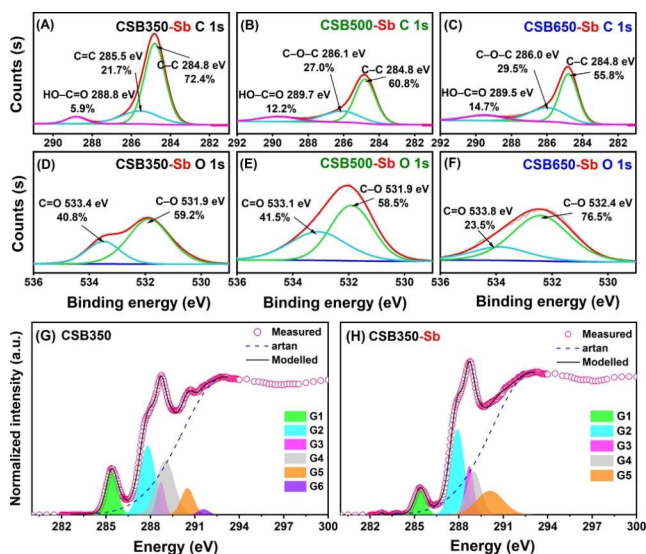 (A) CSB350-Sb C 1s
C=C 285.5 eV
21.7%
C–C 284.8 eV
72.4%
HO–C=O 288.8 eV
5.9%
292 290 288 286 284 282
(B) CSB500-Sb C 1s
C–O–C 286.1 eV
27.0%
C–C 284.8 eV
60.8%
HO–C=O 289.7 eV
12.2%
292 290 288 286 284 282
(C) CSB650-Sb C 1s
C–O–C 286.0 eV
29.5%
C–C 284.8 eV
55.8%
HO–C=O 289.5 eV
14.7%
292 290 288 286 284 282
Counts (s)
(D) CSB350-Sb O 1s
C=O 533.4 eV
40.8%
C–O 531.9 eV
59.2%
536 534 532 530
(E) CSB500-Sb O 1s
C=O 533.1 eV
41.5%
C–O 531.9 eV
58.5%
536 534 532 530
(F) CSB650-Sb O 1s
C=O 533.8 eV
23.5%
C–O 532.4 eV
76.5%
536 534 532 530
Counts (s)
Binding energy (eV)
Binding energy (eV)
Binding energy (eV)
(G) CSB350
Measured
artan
Modelled
G1
G2
G3
G4
G5
G6
282 285 288 291 294 297 300
Energy (eV)
Normalized intensity (a.u.)
(H) CSB350-Sb
Measured
artan
Modelled
G1
G2
G3
G4
G5
282 285 288 291 294 297 300
Energy (eV)